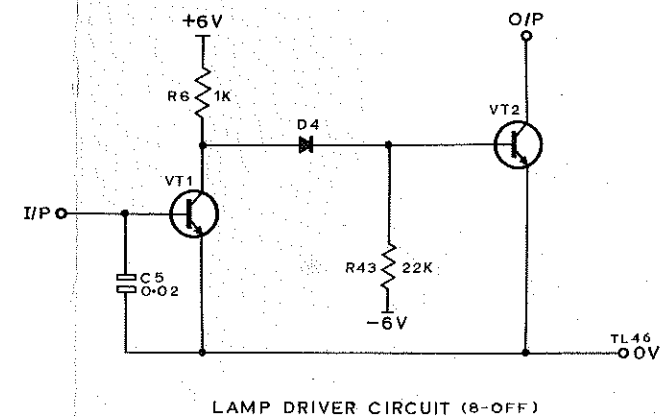 +6V
O/P
R6 1K
D4
VT2
VT1
I/P
C5
0·02
R43 22K
-6V
TL46
0V
LAMP DRIVER CIRCUIT (8-OFF)